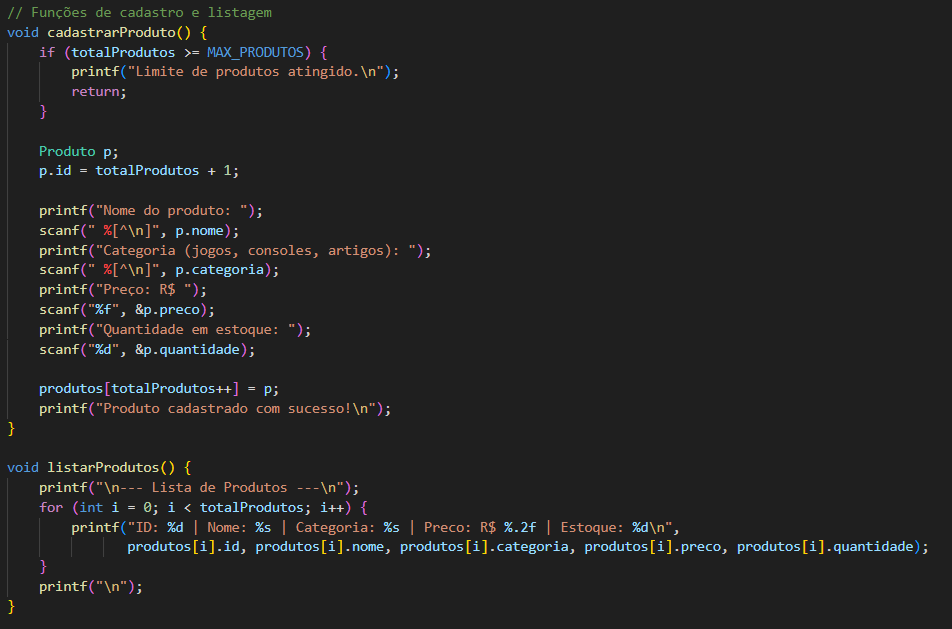 // Funções de cadastro e listagem
void cadastrarProduto() {
    if (totalProdutos >= MAX_PRODUTOS) {
        printf("Limite de produtos atingido.\n");
        return;
    }

    Produto p;
    p.id = totalProdutos + 1;

    printf("Nome do produto: ");
    scanf(" %[^\n]", p.nome);
    printf("Categoria (jogos, consoles, artigos): ");
    scanf(" %[^\n]", p.categoria);
    printf("Preço: R$ ");
    scanf("%f", &p.preco);
    printf("Quantidade em estoque: ");
    scanf("%d", &p.quantidade);

    produtos[totalProdutos++] = p;
    printf("Produto cadastrado com sucesso!\n");
}

void listarProdutos() {
    printf("\n--- Lista de Produtos ---\n");
    for (int i = 0; i < totalProdutos; i++) {
        printf("ID: %d | Nome: %s | Categoria: %s | Preco: R$ %.2f | Estoque: %d\n",
               produtos[i].id, produtos[i].nome, produtos[i].categoria, produtos[i].preco, produtos[i].quantidade);
    }
    printf("\n");
}